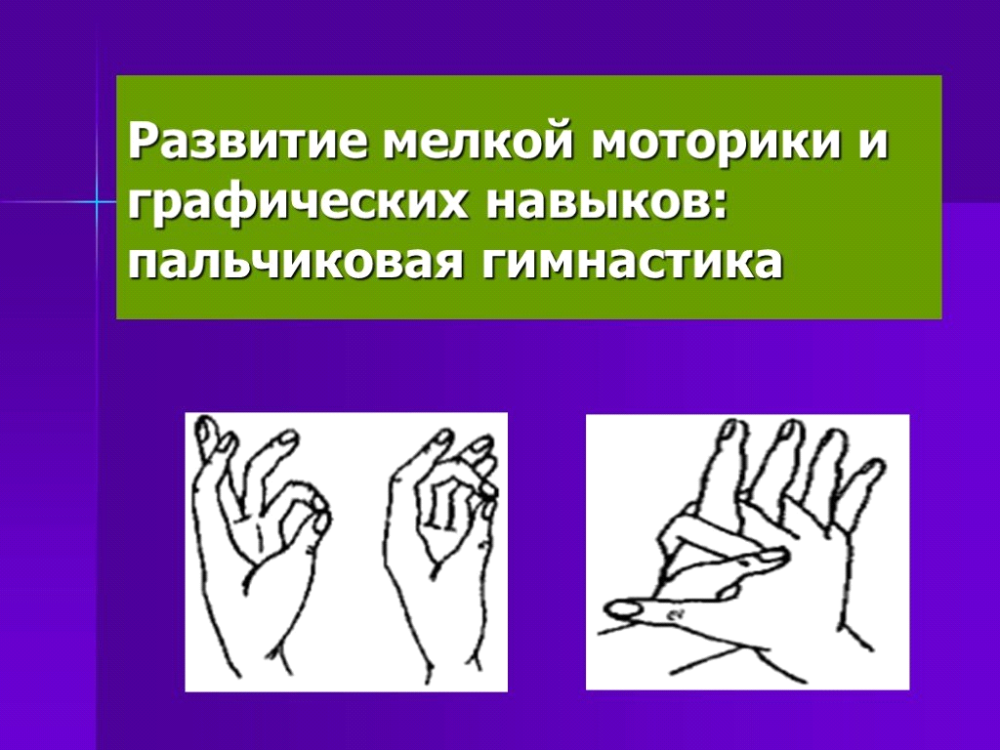 Развитие мелкой моторики и
графических навыков:
пальчиковая гимнастика